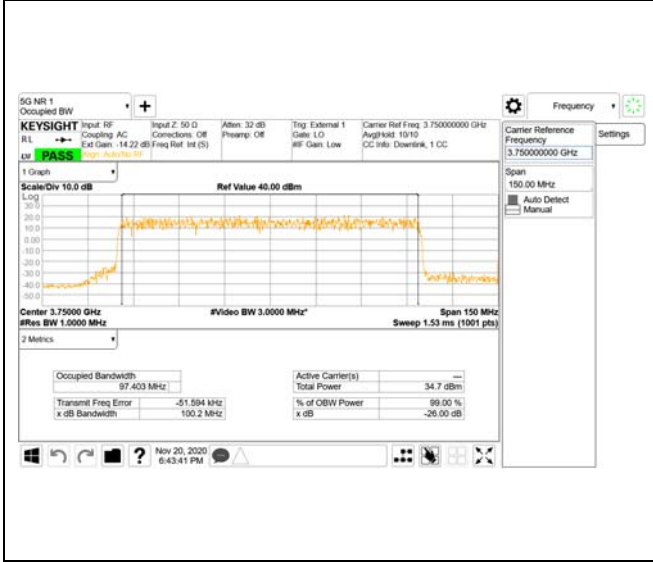 5G NR 1
Occupied BW
+
Frequency
KEYSIGHT Input: RF Input Z: 50 Ω Atten: 32 dB Trig: External 1 Carrier Ref Freq: 3.750000000 GHz
RL Coupling: AC Corrections: Off Preamp: Off Gate: LO Avg|Hold: 10/10
Ext Gain: -14.22 dB Freq Ref: Int (S) #IF Gain: Low CC Info: Downlink, 1 CC
LW PASS Align: Auto/No RF
Carrier Reference
Frequency
3.750000000 GHz
Settings
Span
150.00 MHz
Auto Detect
Manual
1 Graph
Scale/Div 10.0 dB Ref Value 40.00 dBm
Log
30.0
20.0
10.0
0.00
-10.0
-20.0
-30.0
-40.0
-50.0
Center 3.75000 GHz #Video BW 3.0000 MHz* Span 150 MHz
#Res BW 1.0000 MHz Sweep 1.53 ms (1001 pts)
2 Metrics
Occupied Bandwidth
97.403 MHz
Transmit Freq Error -51.594 kHz
x dB Bandwidth 100.2 MHz
Active Carrier(s) ---
Total Power 34.7 dBm
% of OBW Power 99.00 %
x dB -26.00 dB
? Nov 20, 2020
6:43:41 PM